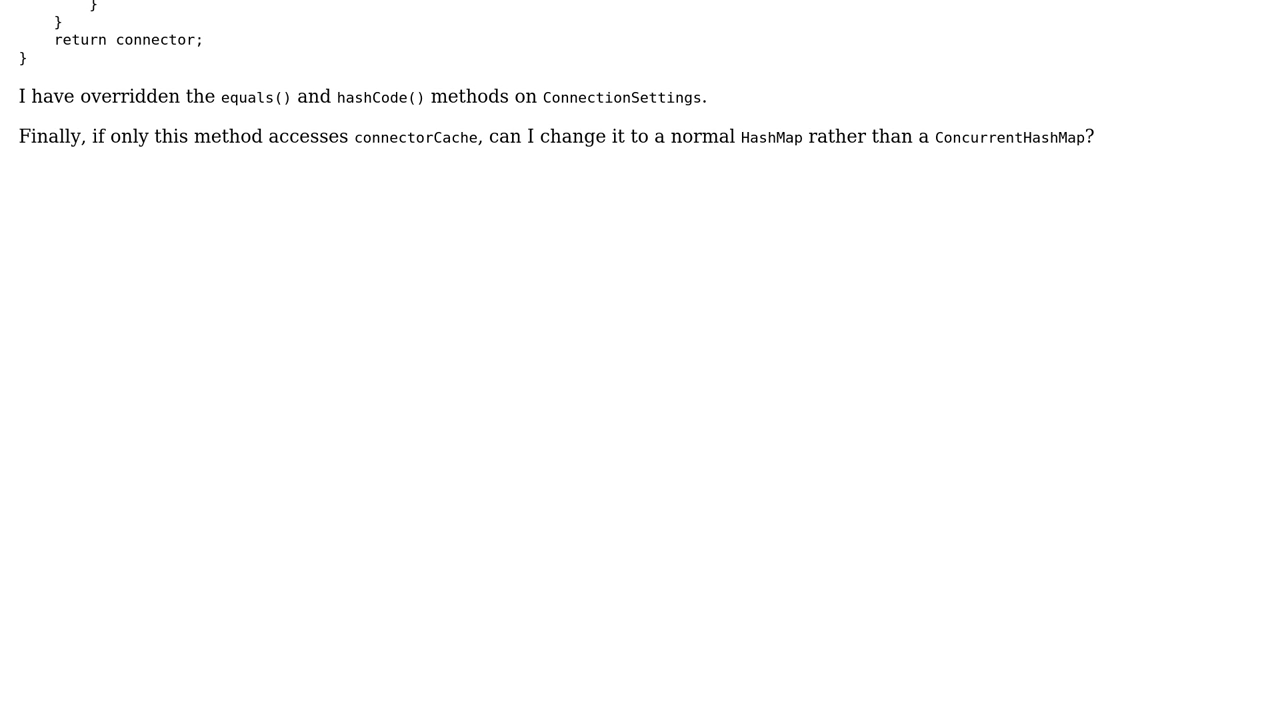 }
}
return connector;
}
I have overridden the equals() and hashCode() methods on ConnectionSettings.
Finally, if only this method accesses connectorCache, can I change it to a normal HashMap rather than a ConcurrentHashMap?